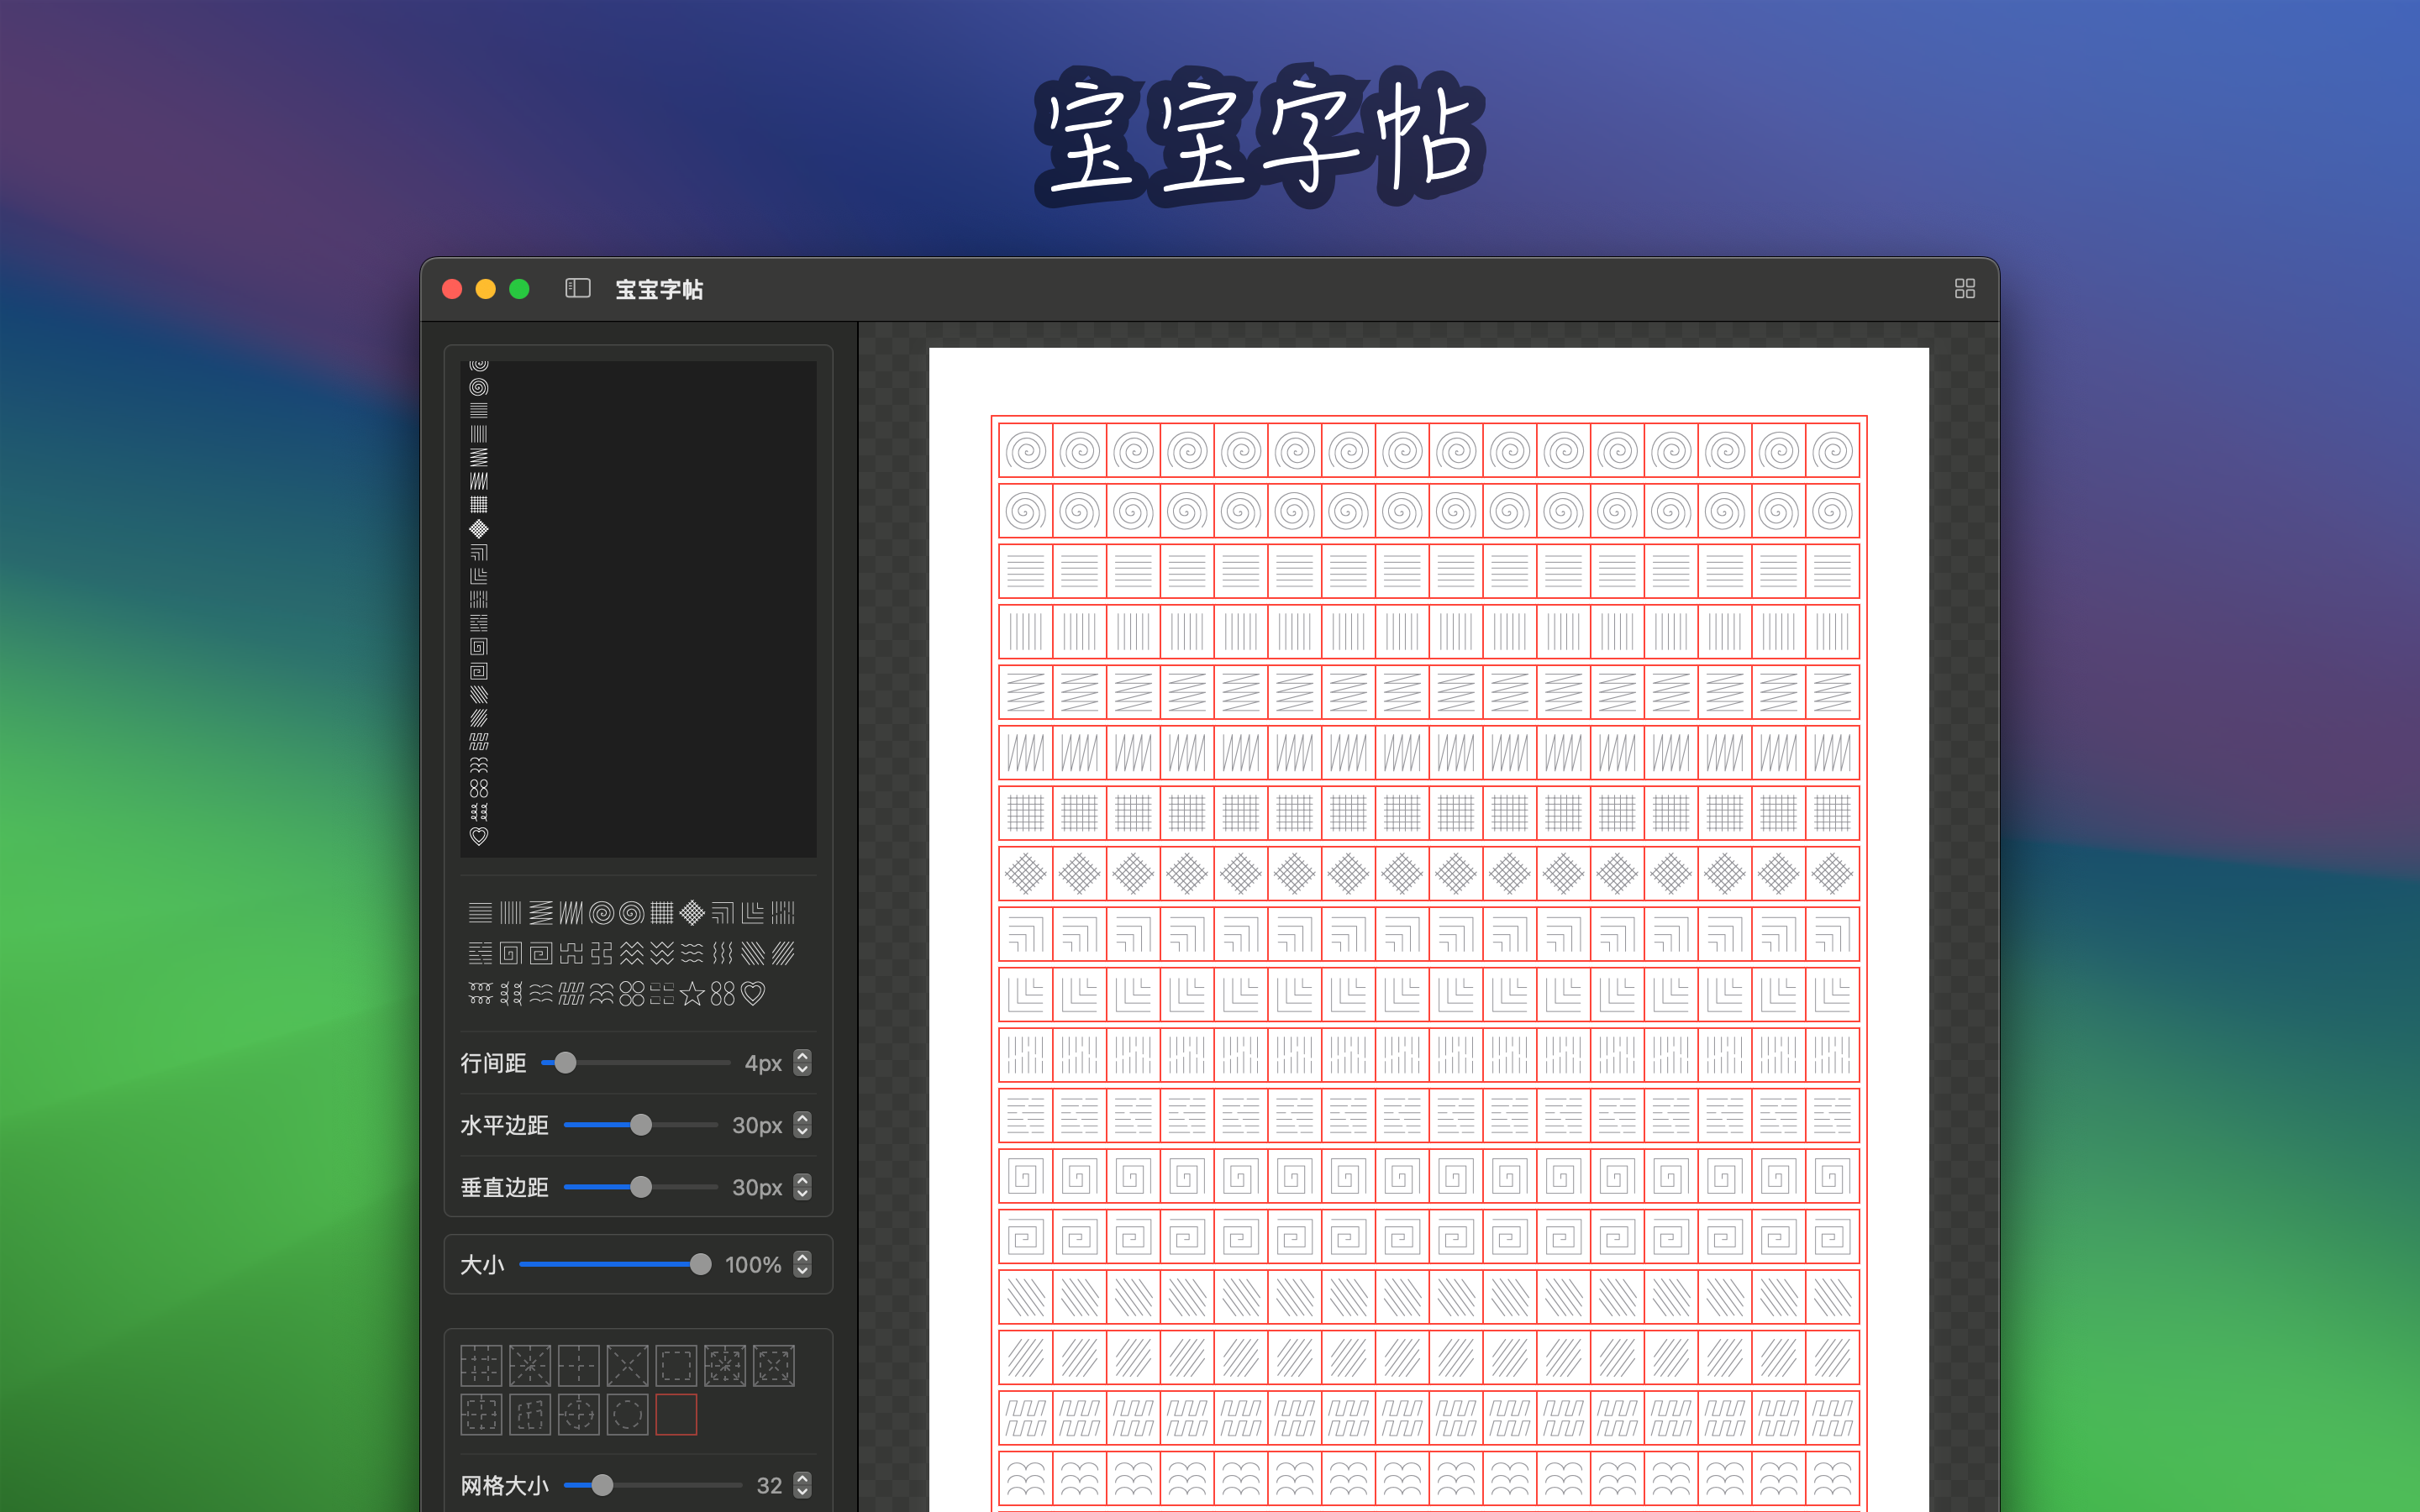 宝宝字帖
宝宝字帖
行间距 4px
水平边距 30px
垂直边距 30px
大小 100%
网格大小 32